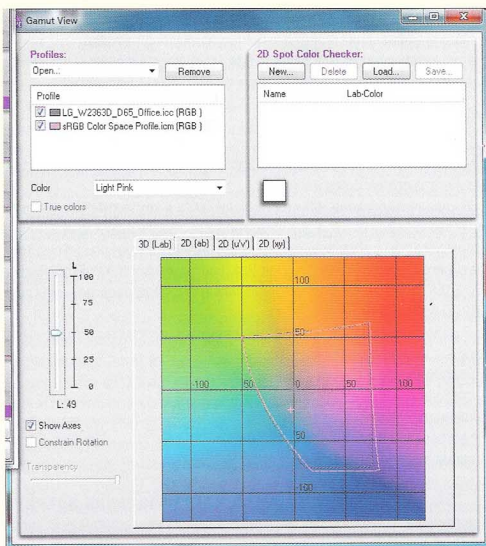 Gamut View
Profiles:
Open...:
Remove
Profile
LG_W2363D_D65_Office.icc (RGB )
sRGB Color Space Profile.icm (RGB )
Color
Light Pink
True colors
2D Spot Color Checker:
New...
Delete
Load...
Save...
Name
Lab-Color
3D (Lab)
2D (ab)
2D (u'v')
2D (xy)
L
100
75
50
25
0
L: 49
Show Axes
Constrain Rotation
Transparency
100
50
-100
50
0
50
100
50
-100